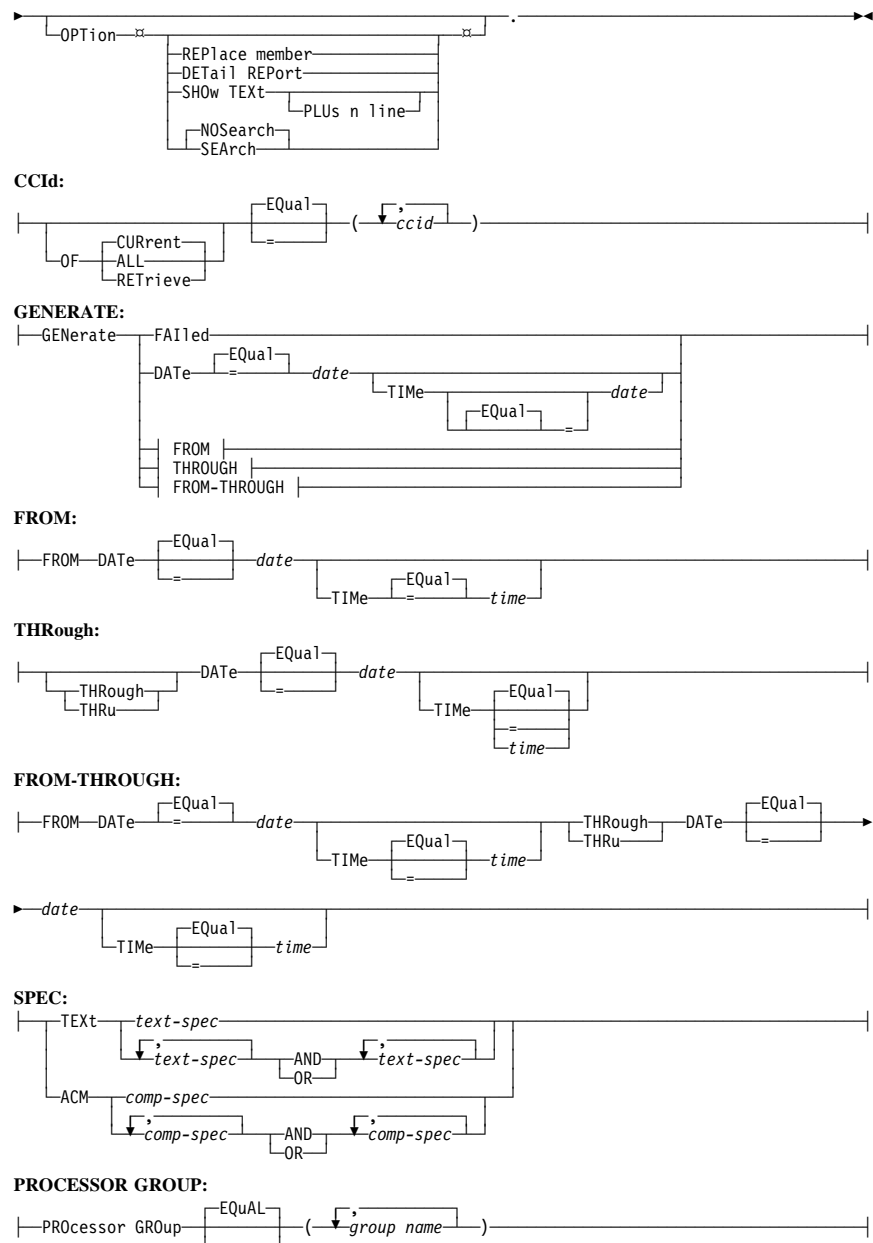 .
OPTion ¤ ¤
REPlace member
DETail REPort
SHOw TEXt
PLUs n line
NOSearch
SEArch
CCId:
EQual ,
( ccid )
CURrent =
OF ALL
RETrieve
GENERATE:
GENerate FAIled
EQual
DATe = date
TIMe date
EQual
=
FROM
THROUGH
FROM-THROUGH
FROM:
EQual
FROM DATe date
= EQual
TIMe = time
THRough:
EQual
DATe date
THRough = EQual
THRu TIMe
=
time
FROM-THROUGH:
EQual EQual
FROM DATe = date THRough DATe
EQual THRu =
TIMe time
=
date
EQual
TIMe time
=
SPEC:
TEXt text-spec
, ,
text-spec AND text-spec
OR
ACM comp-spec
, ,
comp-spec AND comp-spec
OR
PROCESSOR GROUP:
EQuAL ,
PROcessor GROup ( group name )